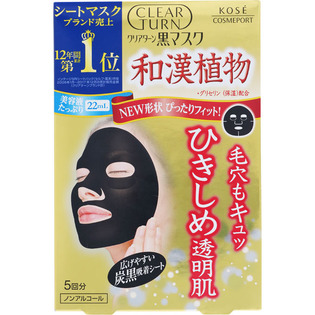 シートマスク
ブランド売上
12年間
第1位
CLEAR
TURN
KOSÉ
COSMEPORT
クリアターン黒マスク
和漢植物
+グリセリン(保湿)配合
美容液
たっぷり
22mL
NEW形状 ぴったりフィット!
毛穴もキュッ
ひきしめ透明肌
広げやすい
炭黒吸着シート
5回分
ノンアルコール